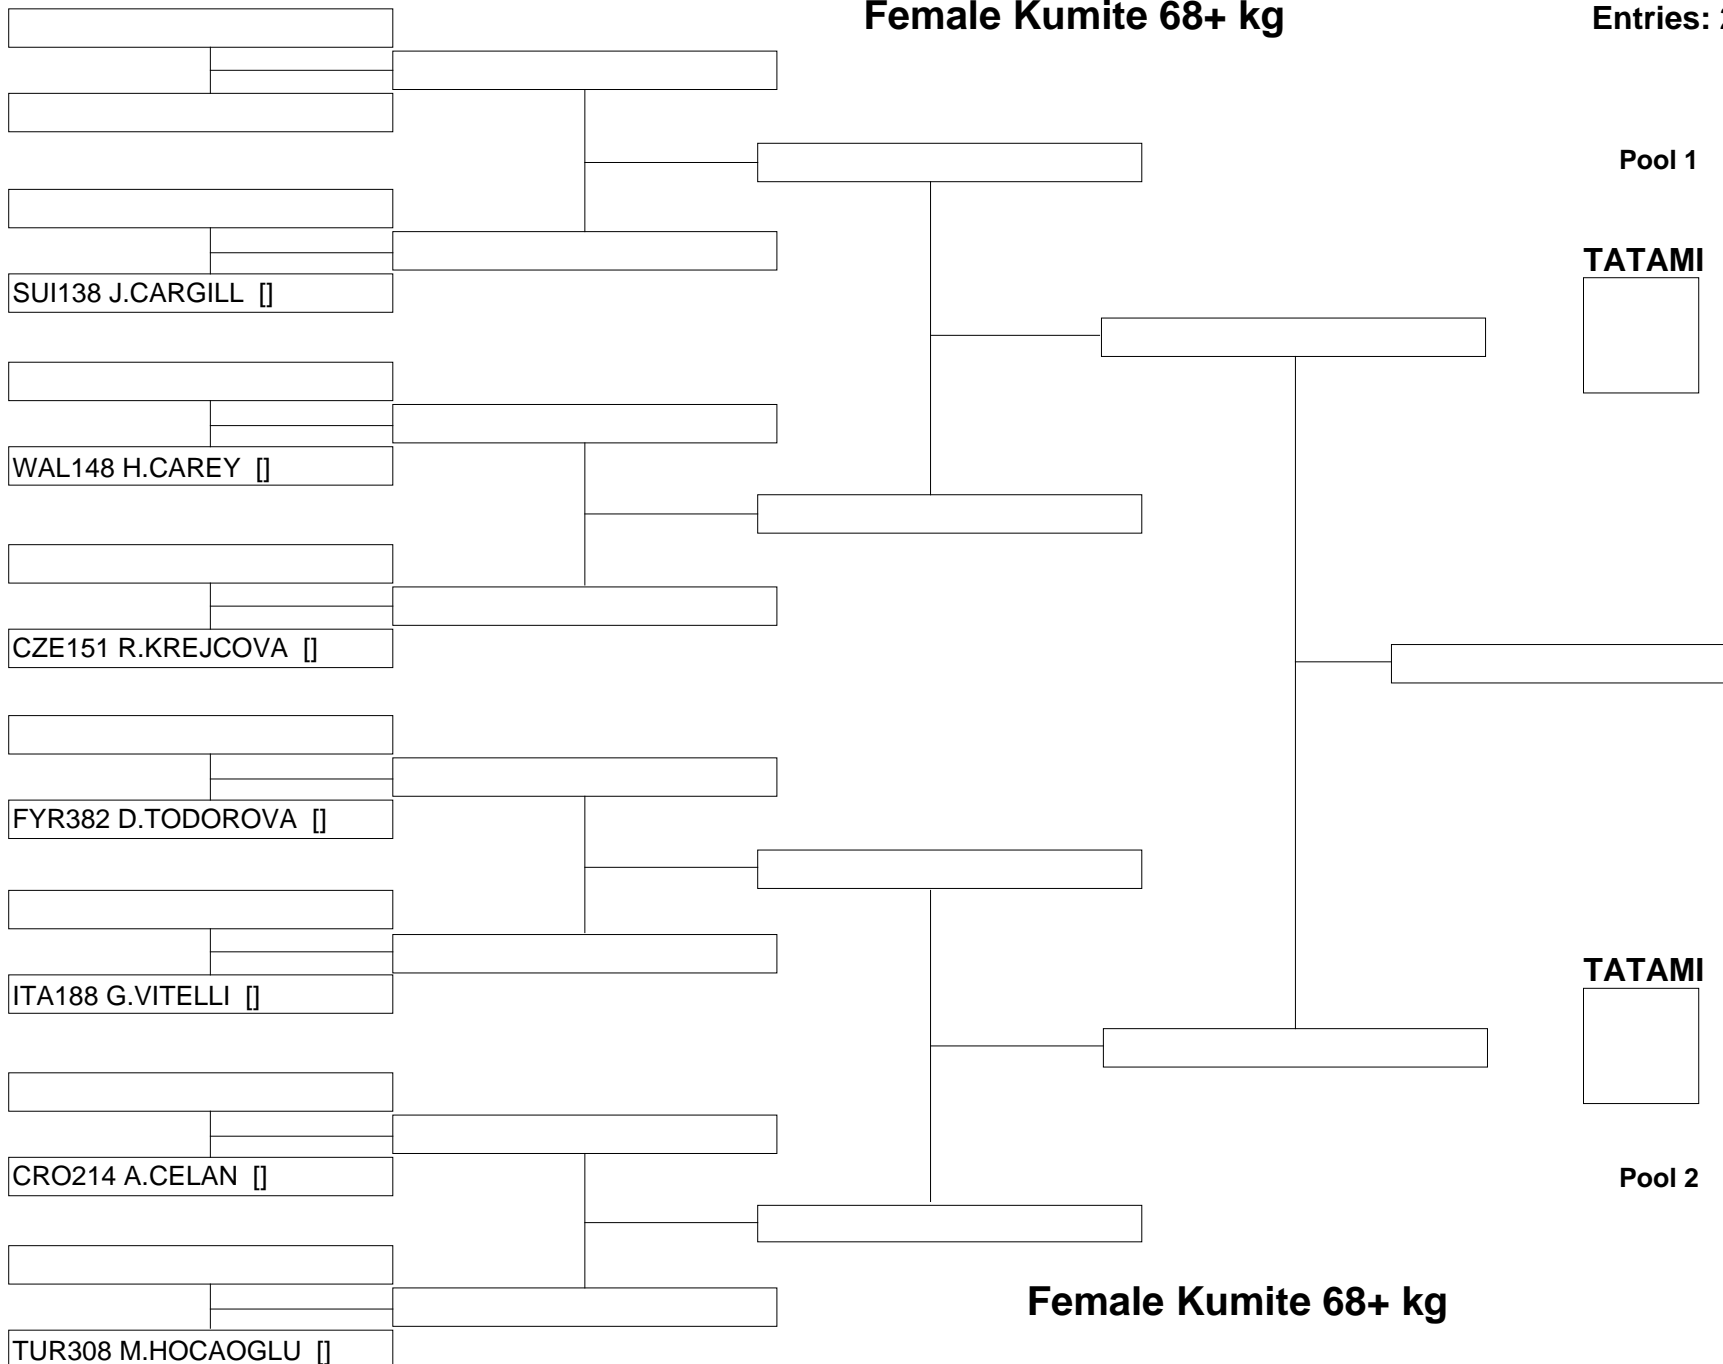 Female Kumite 68+ kg
Entries: 2
Pool 1
TATAMI
SUI138 J.CARGILL []
WAL148 H.CAREY []
CZE151 R.KREJCOVA []
FYR382 D.TODOROVA []
ITA188 G.VITELLI []
TATAMI
CRO214 A.CELAN []
Pool 2
Female Kumite 68+ kg
TUR308 M.HOCAOGLU []